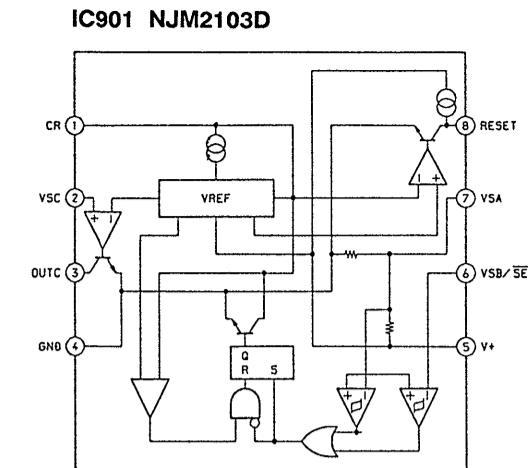 IC901 NJM2103D
CR 1
8 RESET
VSC 2
+ −
VREF
− +
7 VSA
OUTC 3
6 VSB/SE
GND 4
5 V+
Q
R S
+ − + −